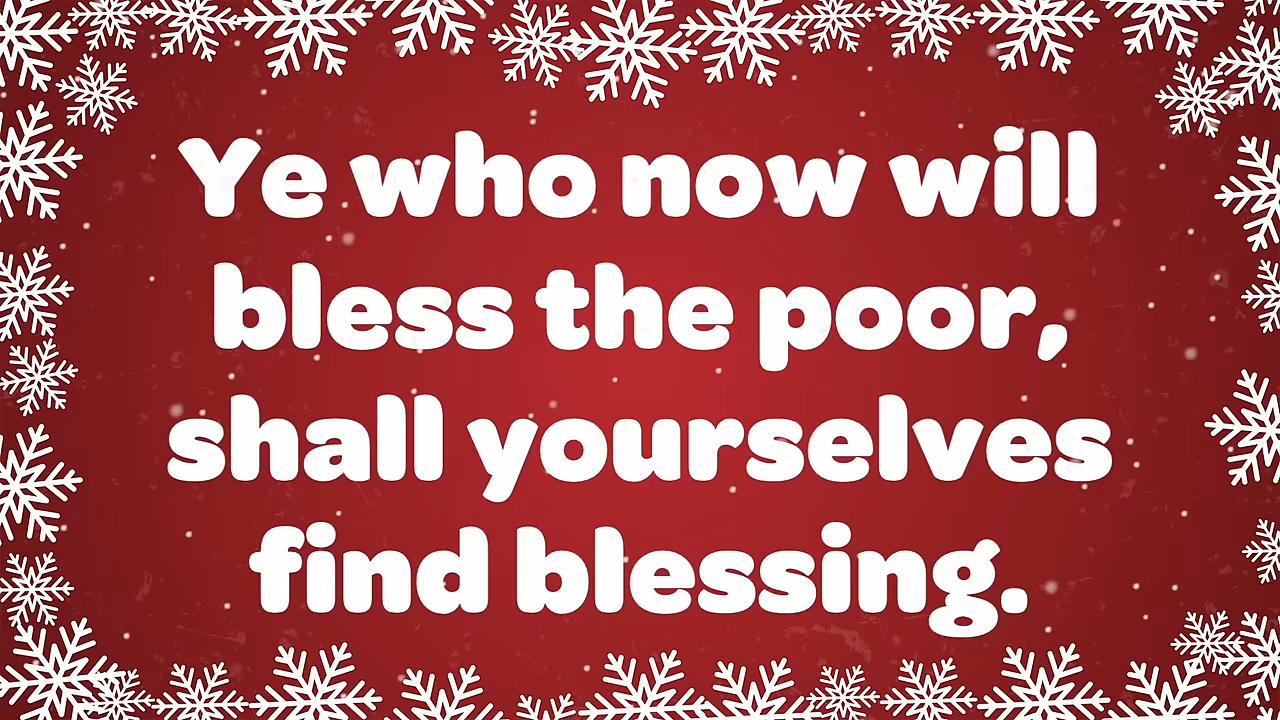 Ye who now will
bless the poor,
shall yourselves
find blessing.